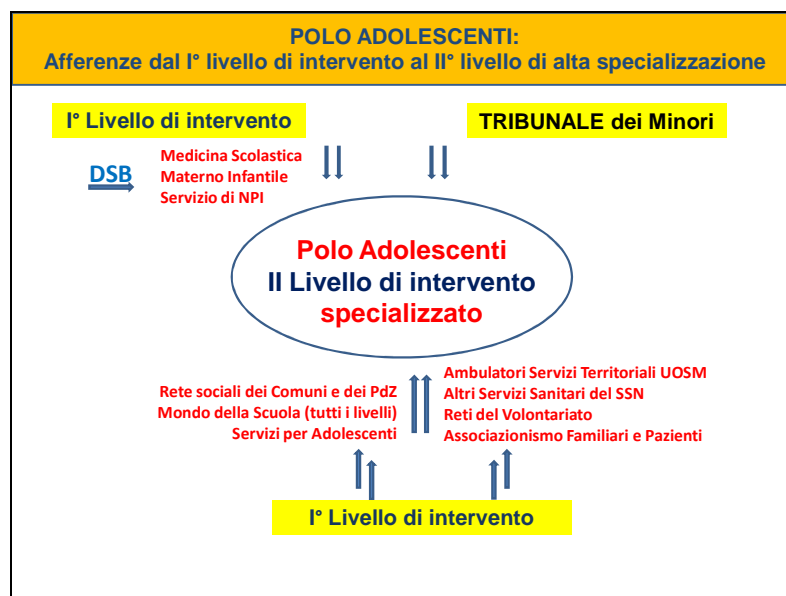 POLO ADOLESCENTI:
Afferenze dal I° livello di intervento al II° livello di alta specializzazione
I° Livello di intervento
TRIBUNALE dei Minori
DSB
Medicina Scolastica
Materno Infantile
Servizio di NPI
Polo Adolescenti
II Livello di intervento
specializzato
Rete sociali dei Comuni e dei PdZ
Mondo della Scuola (tutti i livelli)
Servizi per Adolescenti
Ambulatori Servizi Territoriali UOSM
Altri Servizi Sanitari del SSN
Reti del Volontariato
Associazionismo Familiari e Pazienti
I° Livello di intervento